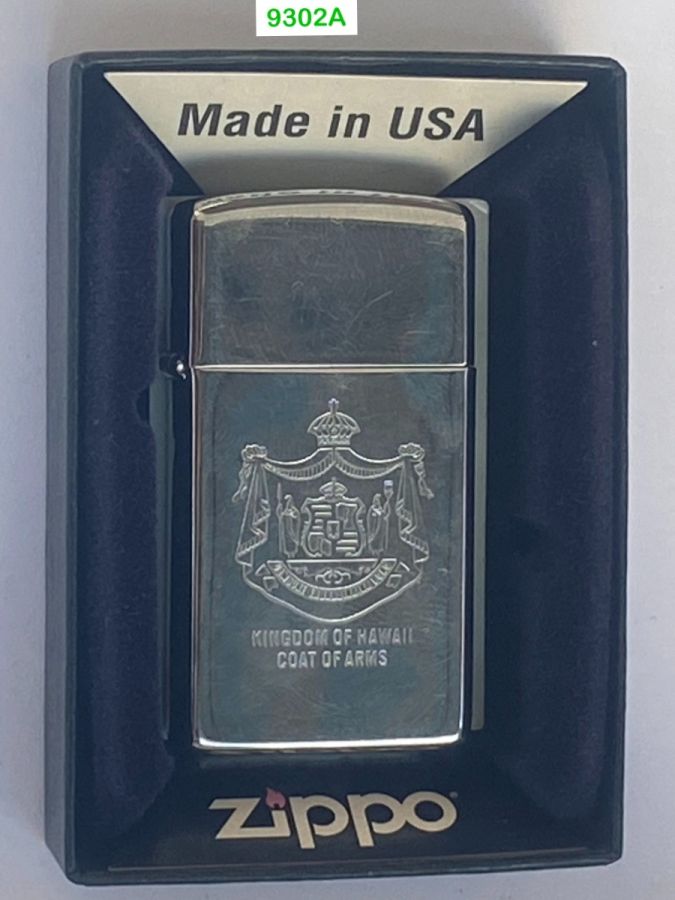 9302A
Made in USA
KINGDOM OF HAWAII
COAT OF ARMS
zippo